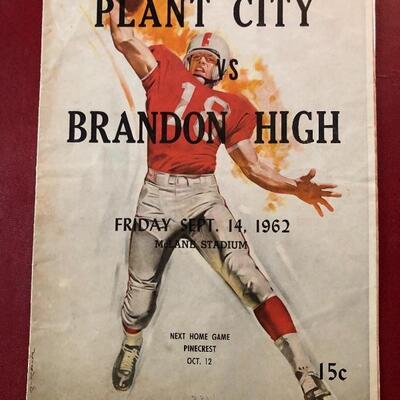 PLANT CITY
VS
BRANDON HIGH
FRIDAY SEPT. 14, 1962
McLANE STADIUM
NEXT HOME GAME
PINECREST
OCT. 12
15c